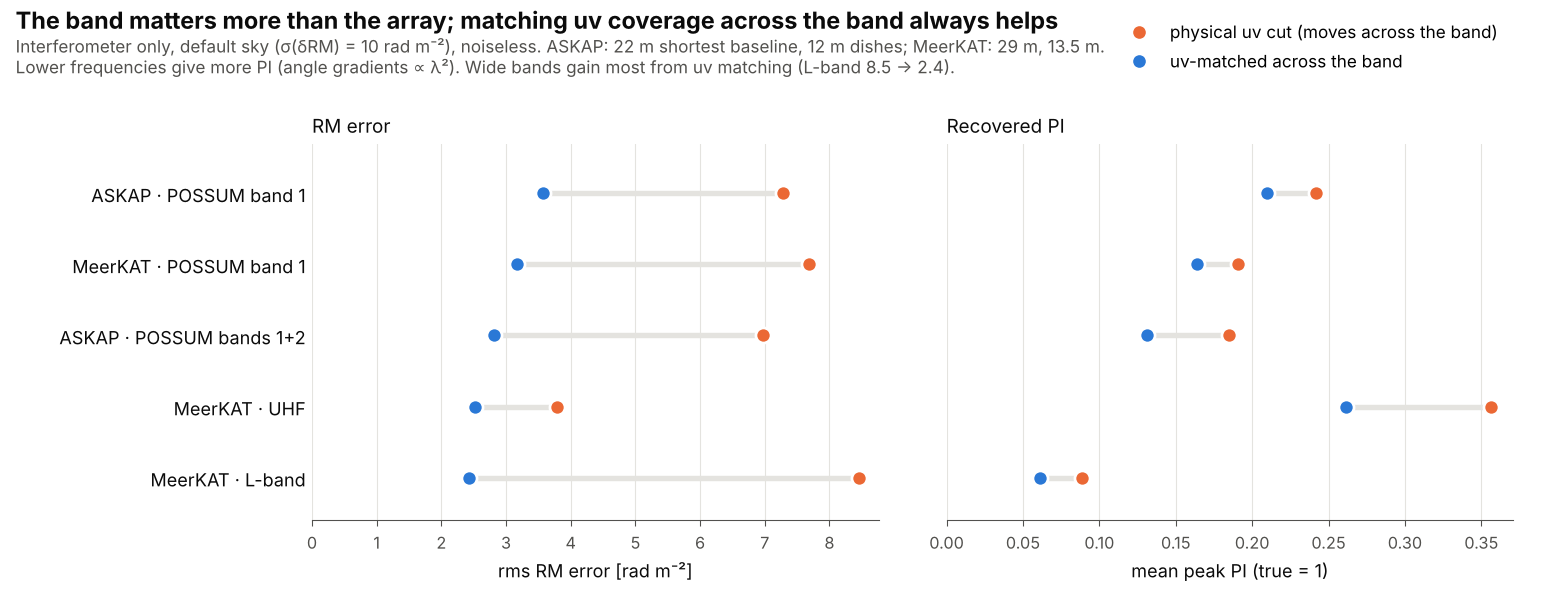 The band matters more than the array; matching uv coverage across the band always helps
Interferometer only, default sky (σ(δRM) = 10 rad m⁻²), noiseless. ASKAP: 22 m shortest baseline, 12 m dishes; MeerKAT: 29 m, 13.5 m.
Lower frequencies give more PI (angle gradients ∝ λ²). Wide bands gain most from uv matching (L-band 8.5 → 2.4).
physical uv cut (moves across the band)
uv-matched across the band
RM error
ASKAP · POSSUM band 1
MeerKAT · POSSUM band 1
ASKAP · POSSUM bands 1+2
MeerKAT · UHF
MeerKAT · L-band
0 1 2 3 4 5 6 7 8
rms RM error [rad m⁻²]
Recovered PI
0.00 0.05 0.10 0.15 0.20 0.25 0.30 0.35
mean peak PI (true = 1)